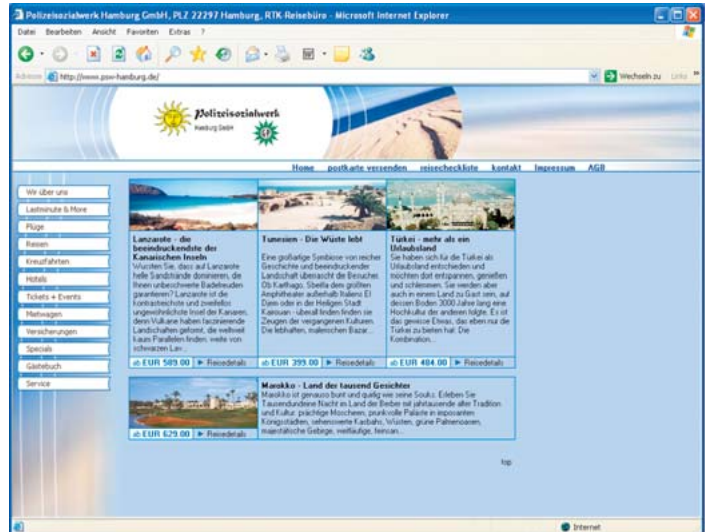 Polizeisozialwerk Hamburg GmbH, PLZ 22297 Hamburg, RTK-Reisebüro - Microsoft Internet Explorer
Datei Bearbeiten Ansicht Favoriten Extras ?
Adresse http://www.psw-hamburg.de/ Wechseln zu Links »
Polizeisozialwerk
Hamburg GmbH
Home postkarte versenden reisecheckliste kontakt Impressum AGB
Wir über uns
Lastminute & More
Flüge
Reisen
Kreuzfahrten
Hotels
Tickets + Events
Mietwagen
Versicherungen
Specials
Gästebuch
Service
Lanzarote - die
beeindruckendste der
Kanarischen Inseln
Wussten Sie, dass auf Lanzarote
helle Sandstrände dominieren, die
Ihnen unbeschwerte Badefreuden
garantieren? Lanzarote ist die
kontrastreichste und zweifellos
ungewöhnlichste Insel der Kanaren,
denn Vulkane haben faszinierende
Landschaften geformt, die weltweit
kaum Parallelen finden: weite von
schwarzen Lav...
ab EUR 509.00 Reisedetails
Tunesien - Die Wüste lebt
Eine großartige Symbiose von reicher
Geschichte und beeindruckender
Landschaft überrascht die Besucher.
Ob Karthago, Sbeitla dem größten
Amphitheater außerhalb Italiens El
Djem oder in der Heiligen Stadt
Kairouan - überall finden sie
Zeugen der vergangenen Kulturen.
Die lebhaften, malerischen Bazar...
ab EUR 399.00 Reisedetails
Türkei - mehr als ein
Urlaubsland
Sie haben sich für die Türkei als
Urlaubsland entschieden und
möchten dort entspannen, genießen
und schlemmen. Sie werden aber
auch in einem Land zu Gast sein, auf
dessen Boden 3000 Jahre lang eine
Hochkultur der anderen folgte. Es ist
das gewisse Etwas, das eben nur die
Türkei zu bieten hat: Die
Kombination...
ab EUR 404.00 Reisedetails
Marokko - Land der tausend Gesichter
Marokko ist genauso bunt und quirlig wie seine Souks. Erleben Sie
Tausendundeine Nacht im Land der Berber mit jahrtausende alter Tradition
und Kultur: prächtige Moscheen, prunkvolle Paläste in imposanten
Königsstädten, sehenswerte Kasbahs, Wüsten, grüne Palmenoasen,
majestätische Gebirge, weitläufige,
ab EUR 629.00 Reisedetails
top
Internet